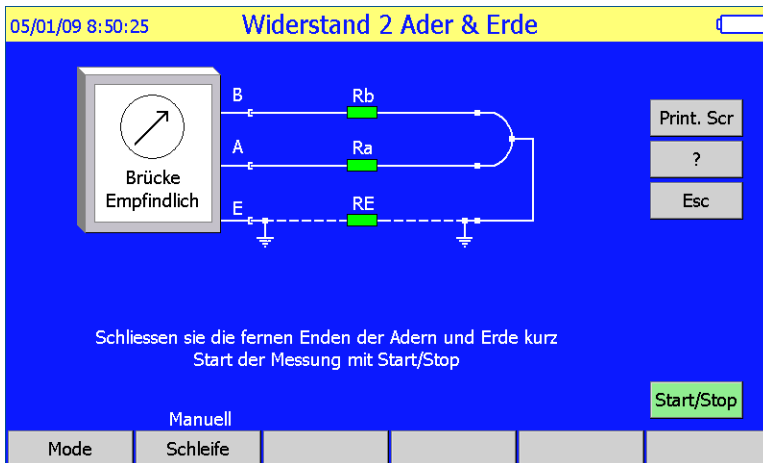 05/01/09 8:50:25 Widerstand 2 Ader & Erde
B Rb
Print. Scr
A Ra
?
Brücke
Empfindlich
E RE
Esc
Schliessen sie die fernen Enden der Adern und Erde kurz
Start der Messung mit Start/Stop
Start/Stop
Manuell
Mode Schleife